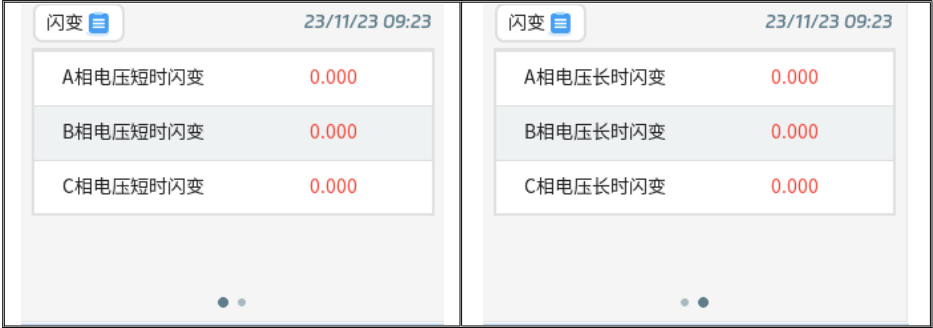 闪变 23/11/23 09:23
A相电压短时闪变 0.000
B相电压短时闪变 0.000
C相电压短时闪变 0.000
闪变 23/11/23 09:23
A相电压长时闪变 0.000
B相电压长时闪变 0.000
C相电压长时闪变 0.000